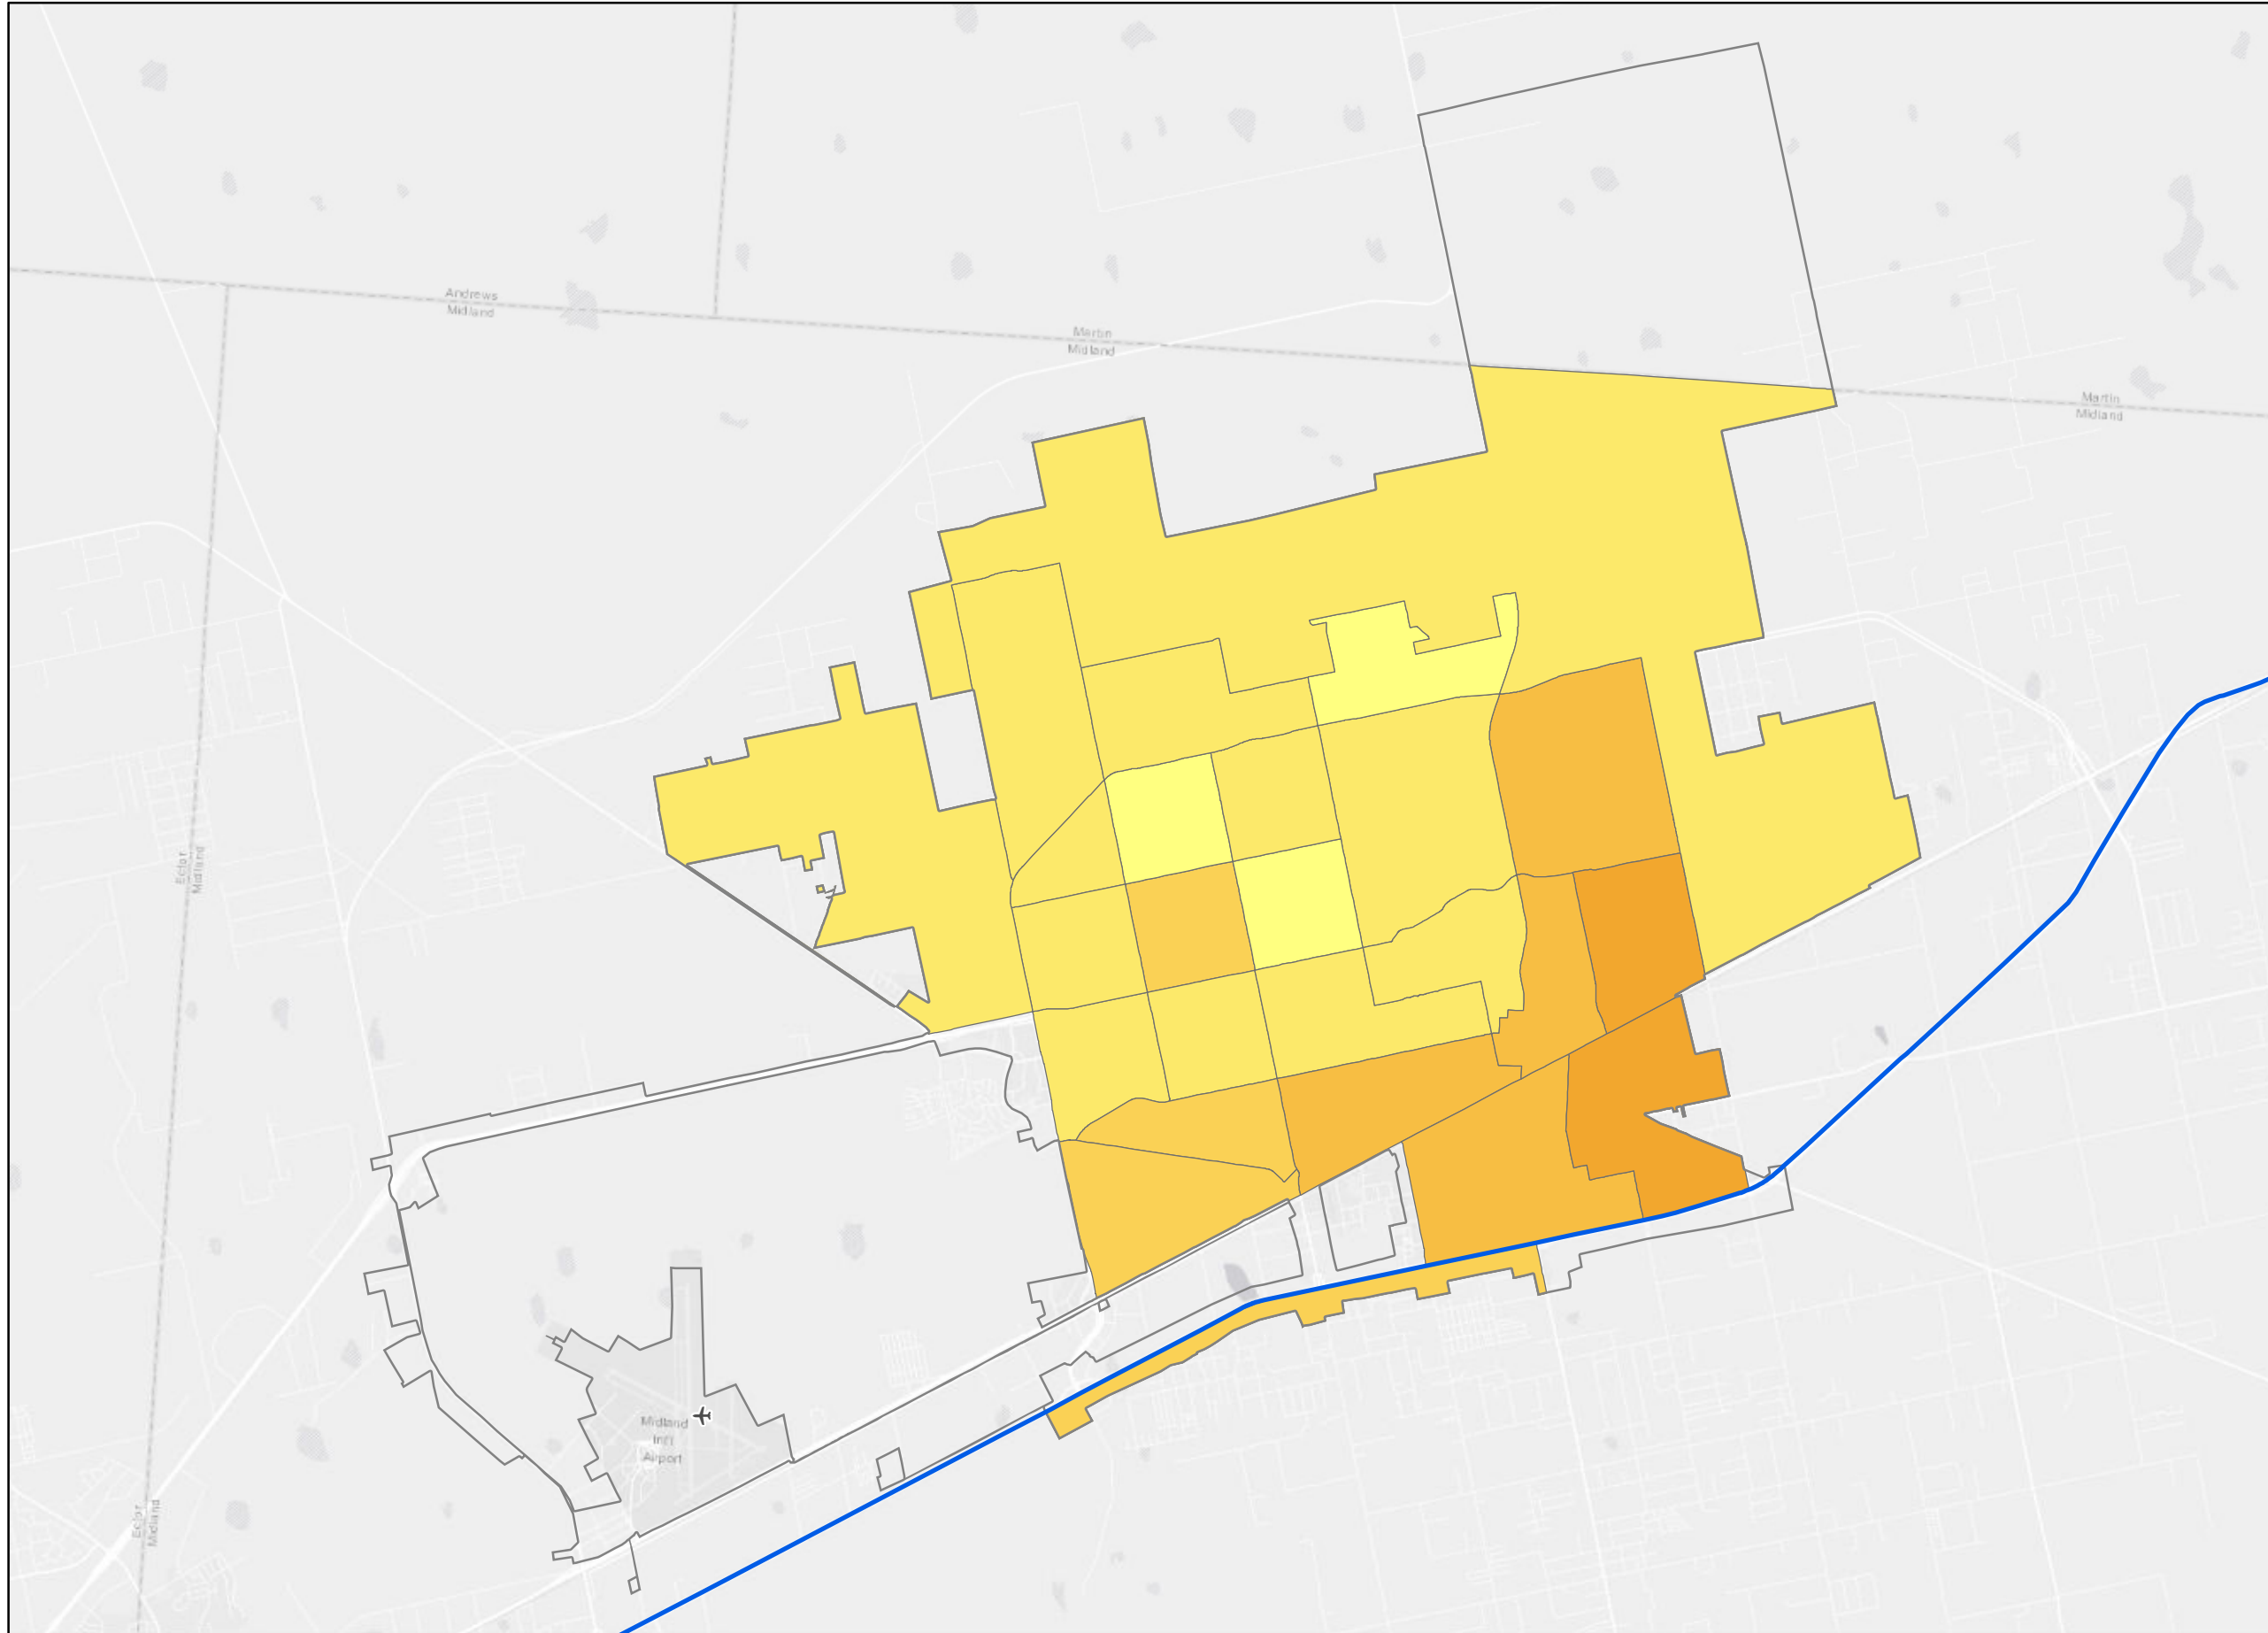 Andrews
Midland
Martin
Midland
Martin
Midland
Ector
Midland
Midland
Int'l
Airport
Ector
Midland